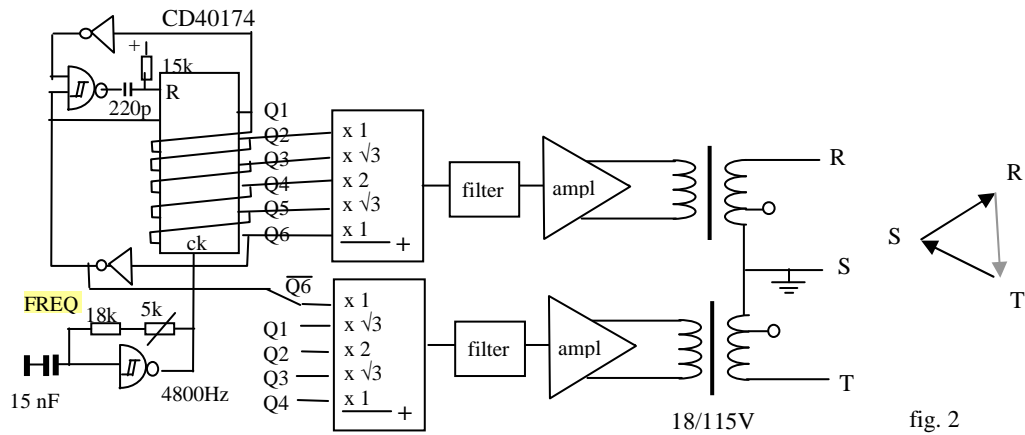 CD40174
+
15k
R
220p
Q1
Q2
Q3
Q4
Q5
Q6
ck
x 1
x √3
x 2
x √3
x 1
+
filter
ampl
R
S
T
R
S
T
Q6
Q1
Q2
Q3
Q4
x 1
x √3
x 2
x √3
x 1
+
filter
ampl
FREQ
18k
5k
15 nF
4800Hz
18/115V
fig. 2